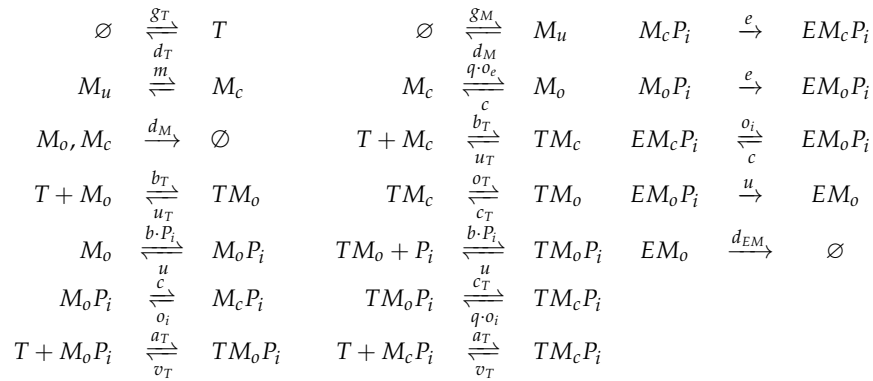 g_T g_M e
∅ ⇌ T ∅ ⇌ M_u M_cP_i → EM_cP_i
d_T d_M
m q·o_e e
M_u ⇌ M_c M_c ⇌ M_o M_oP_i → EM_oP_i
c
d_M b_T o_i
M_o, M_c → ∅ T + M_c ⇌ TM_c EM_cP_i ⇌ EM_oP_i
u_T c
b_T o_T u
T + M_o ⇌ TM_o TM_c ⇌ TM_o EM_oP_i → EM_o
u_T c_T
b·P_i b·P_i d_{EM}
M_o ⇌ M_oP_i TM_o + P_i ⇌ TM_oP_i EM_o → ∅
u u
c c_T
M_oP_i ⇌ M_cP_i TM_oP_i ⇌ TM_cP_i
o_i q·o_i
a_T a_T
T + M_oP_i ⇌ TM_oP_i T + M_cP_i ⇌ TM_cP_i
v_T v_T